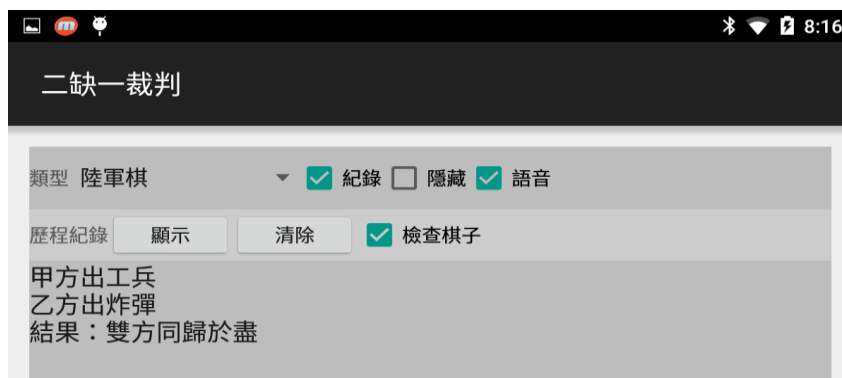 8:16
二缺一裁判
類型 陸軍棋 紀錄 隱藏 語音
歷程紀錄 顯示 清除 檢查棋子
甲方出工兵
乙方出炸彈
結果：雙方同歸於盡